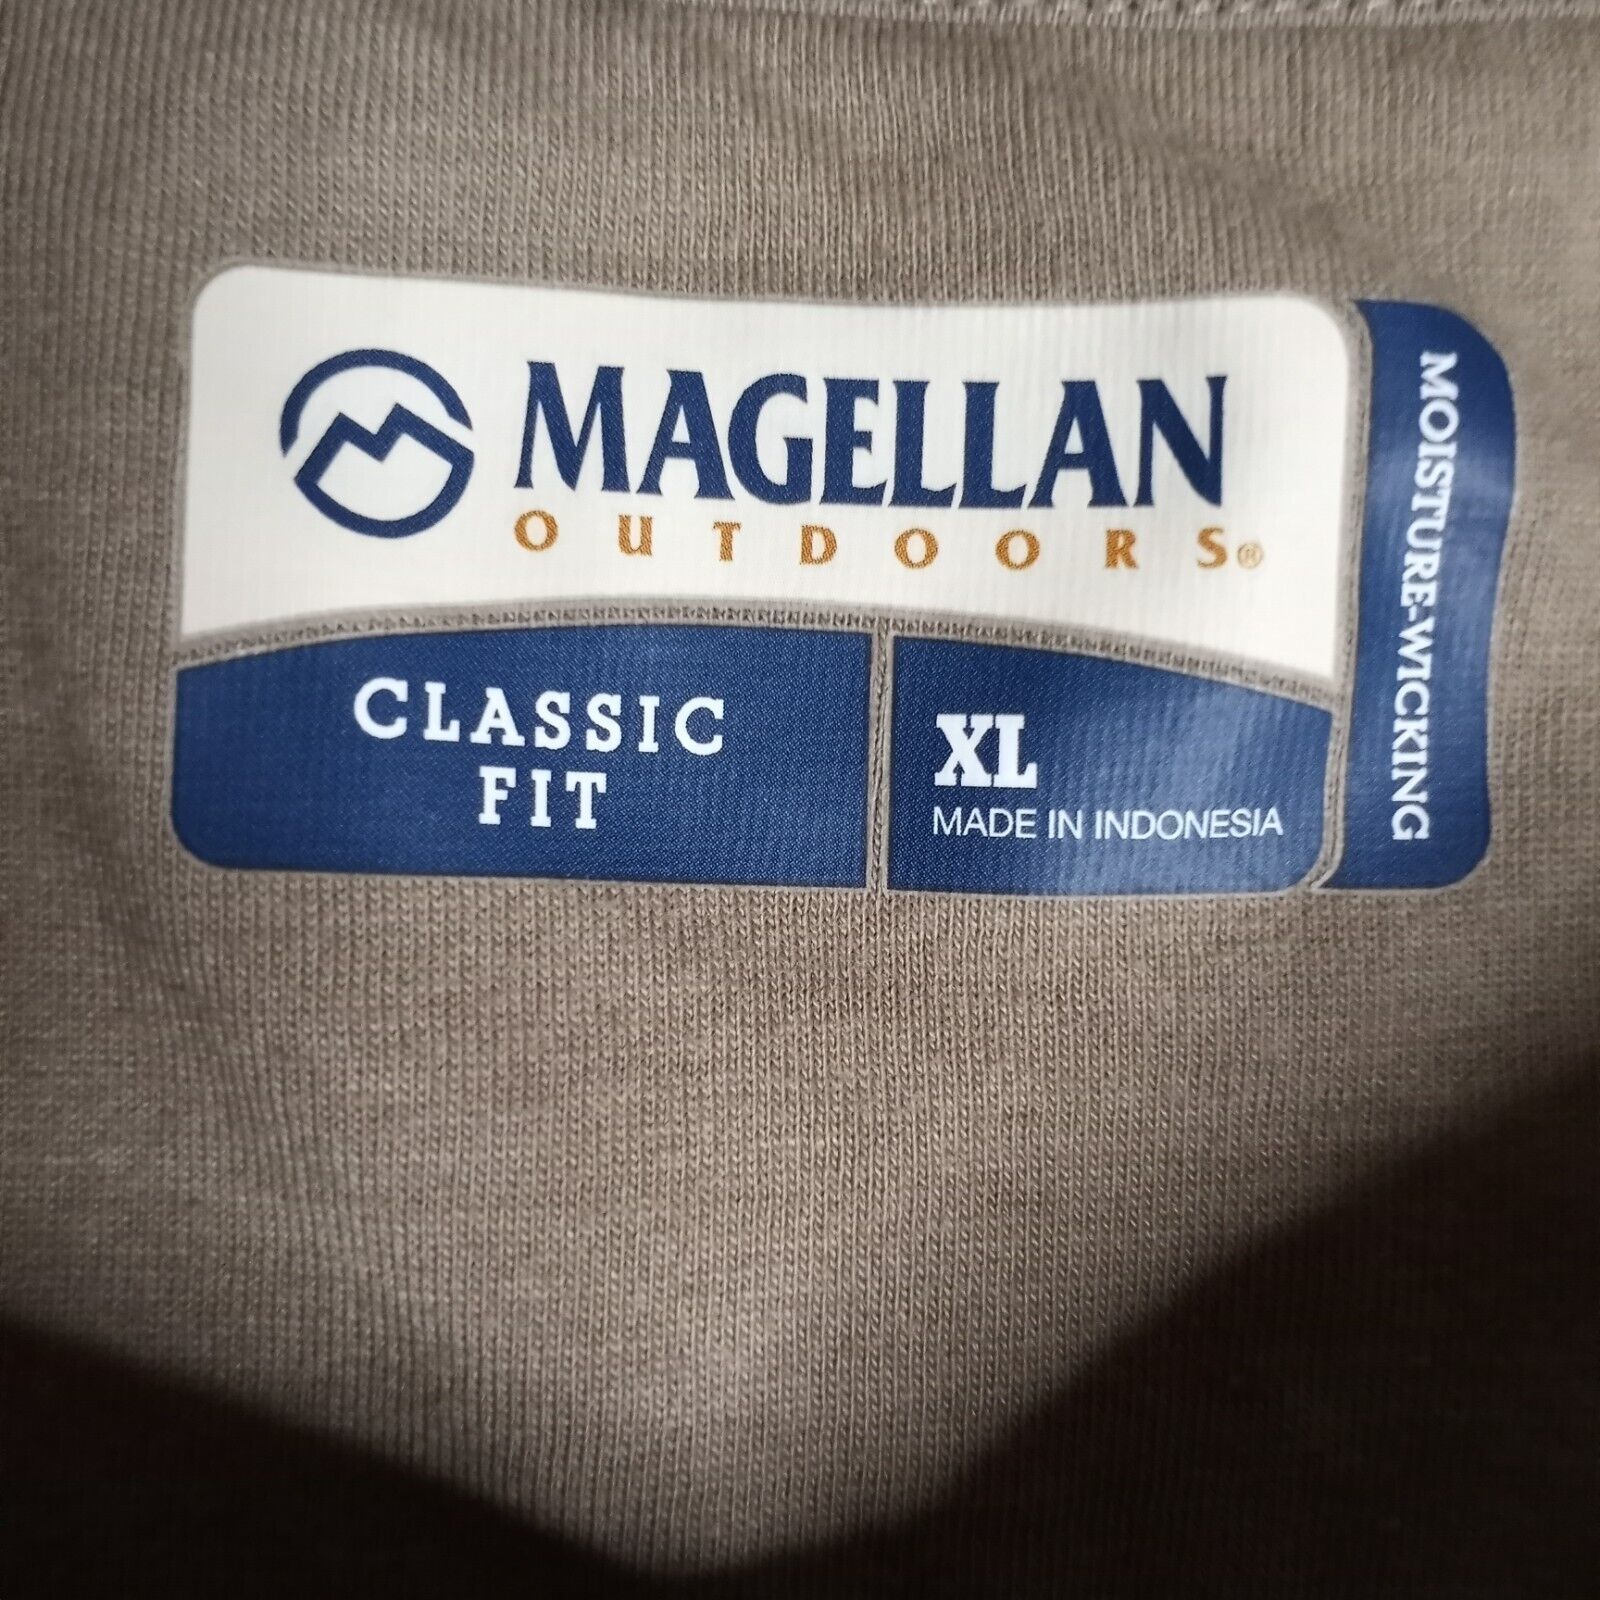 MAGELLAN
OUTDOORS®
CLASSIC
FIT
XL
MADE IN INDONESIA
MOISTURE-WICKING